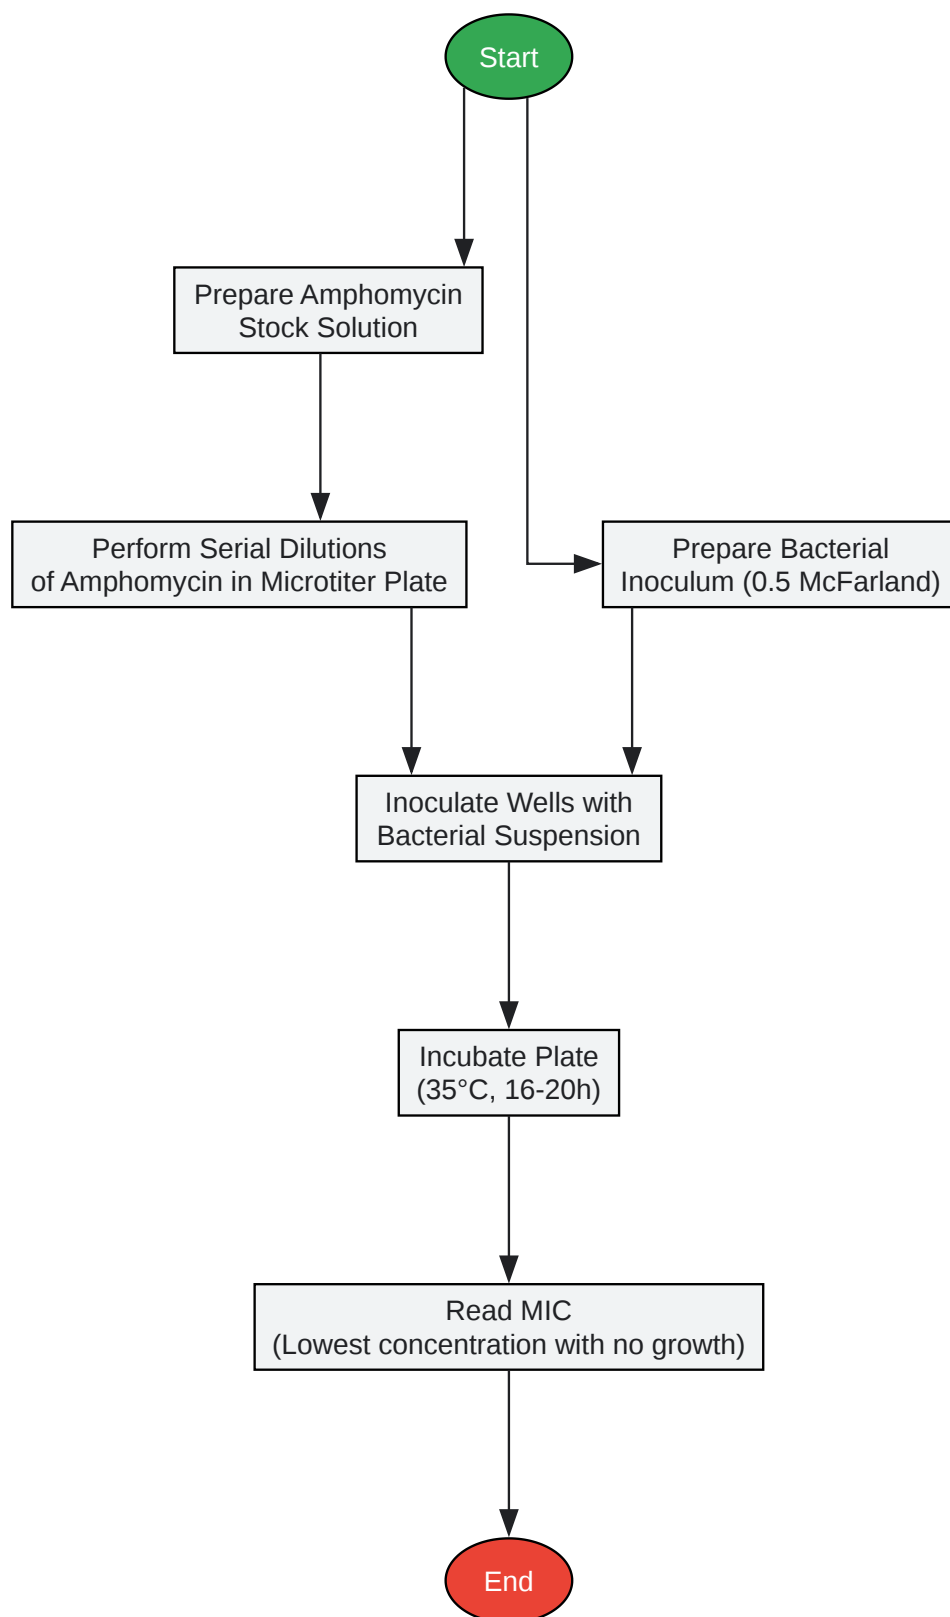 Start
Prepare Amphomycin
Stock Solution
Perform Serial Dilutions
of Amphomycin in Microtiter Plate
Prepare Bacterial
Inoculum (0.5 McFarland)
Inoculate Wells with
Bacterial Suspension
Incubate Plate
(35°C, 16-20h)
Read MIC
(Lowest concentration with no growth)
End